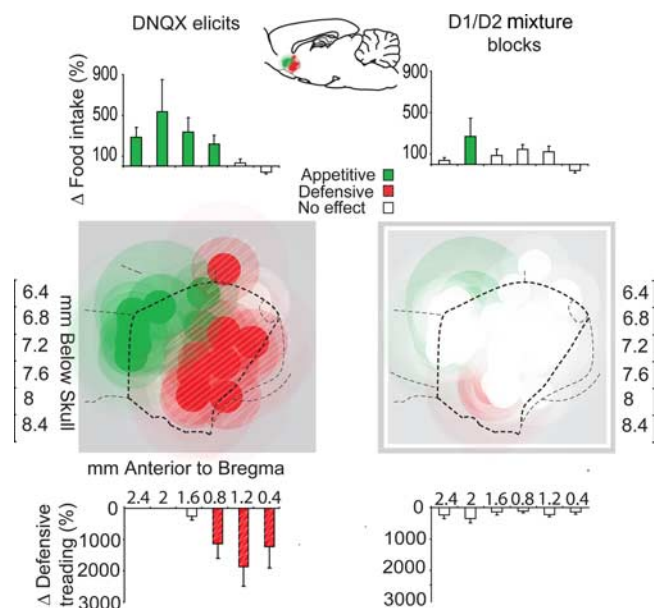 DNQX elicits
D1/D2 mixture
blocks
Δ Food intake (%)
900
500
100
900
500
100
Appetitive
Defensive
No effect
mm Below Skull
6.4
6.8
7.2
7.6
8
8.4
6.4
6.8
7.2
7.6
8
8.4
mm Anterior to Bregma
2.4 2 1.6 0.8 1.2 0.4
2.4 2 1.6 0.8 1.2 0.4
Δ Defensive
treading (%)
0
1000
2000
3000
0
1000
2000
3000